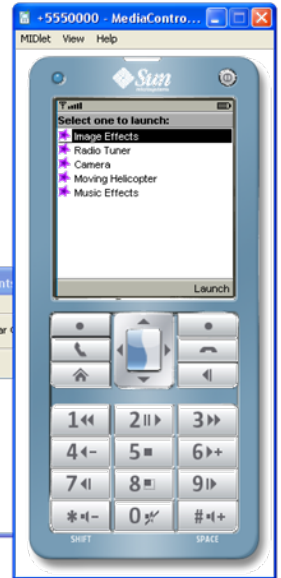 +5550000 - MediaContro...
MIDlet View Help
Sun
Select one to launch:
Image Effects
Radio Tuner
Camera
Moving Helicopter
Music Effects
Launch
1 2 3
4 - 5 6 +
7 8 9
* - 0 # +
SHIFT SPACE